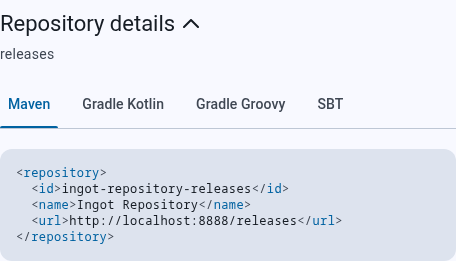 Repository details
releases
Maven Gradle Kotlin Gradle Groovy SBT
<repository>
  <id>ingot-repository-releases</id>
  <name>Ingot Repository</name>
  <url>http://localhost:8888/releases</url>
</repository>